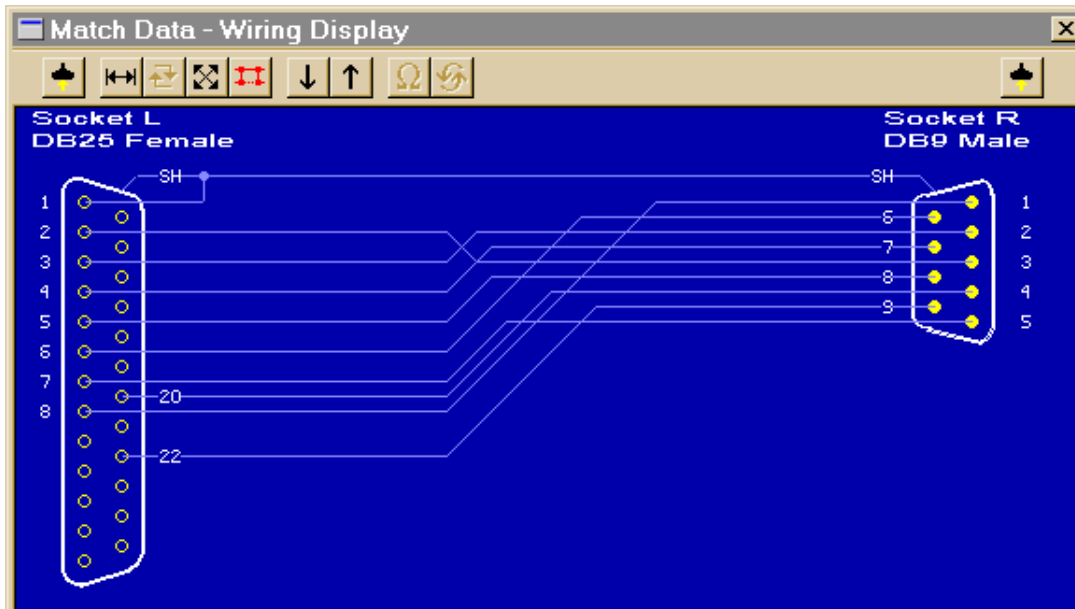 Match Data - Wiring Display
Ω
Socket L
DB25 Female
Socket R
DB9 Male
SH
SH
1
2
3
4
5
6
7
8
20
22
6
7
8
9
1
2
3
4
5